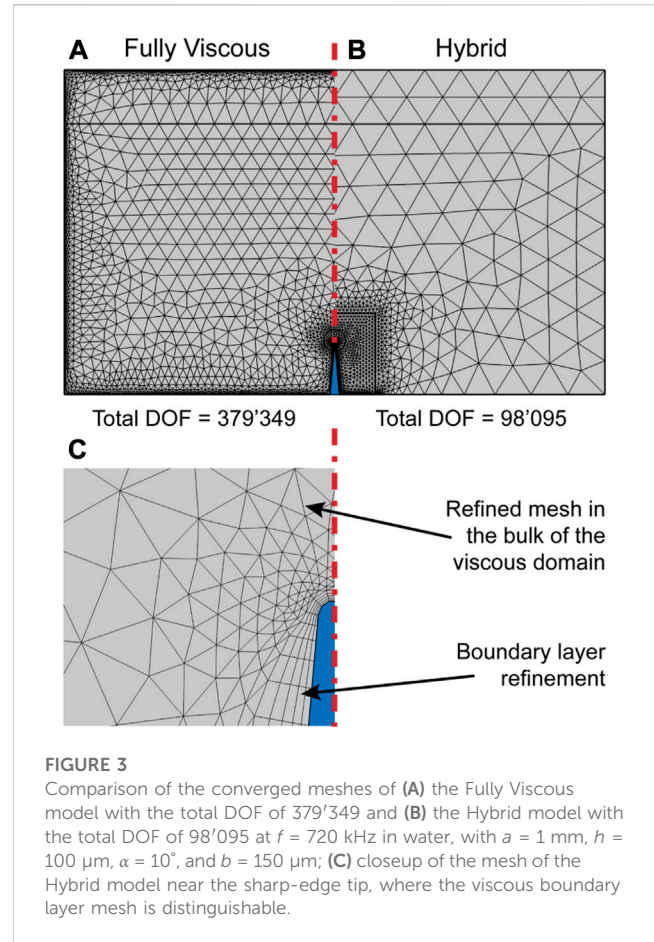 A Fully Viscous B Hybrid
Total DOF = 379'349 Total DOF = 98'095
C
Refined mesh in
the bulk of the
viscous domain
Boundary layer
refinement
FIGURE 3
Comparison of the converged meshes of (A) the Fully Viscous
model with the total DOF of 379′349 and (B) the Hybrid model with
the total DOF of 98′095 at f = 720 kHz in water, with a = 1 mm, h =
100 μm, α = 10°, and b = 150 μm; (C) closeup of the mesh of the
Hybrid model near the sharp-edge tip, where the viscous boundary
layer mesh is distinguishable.